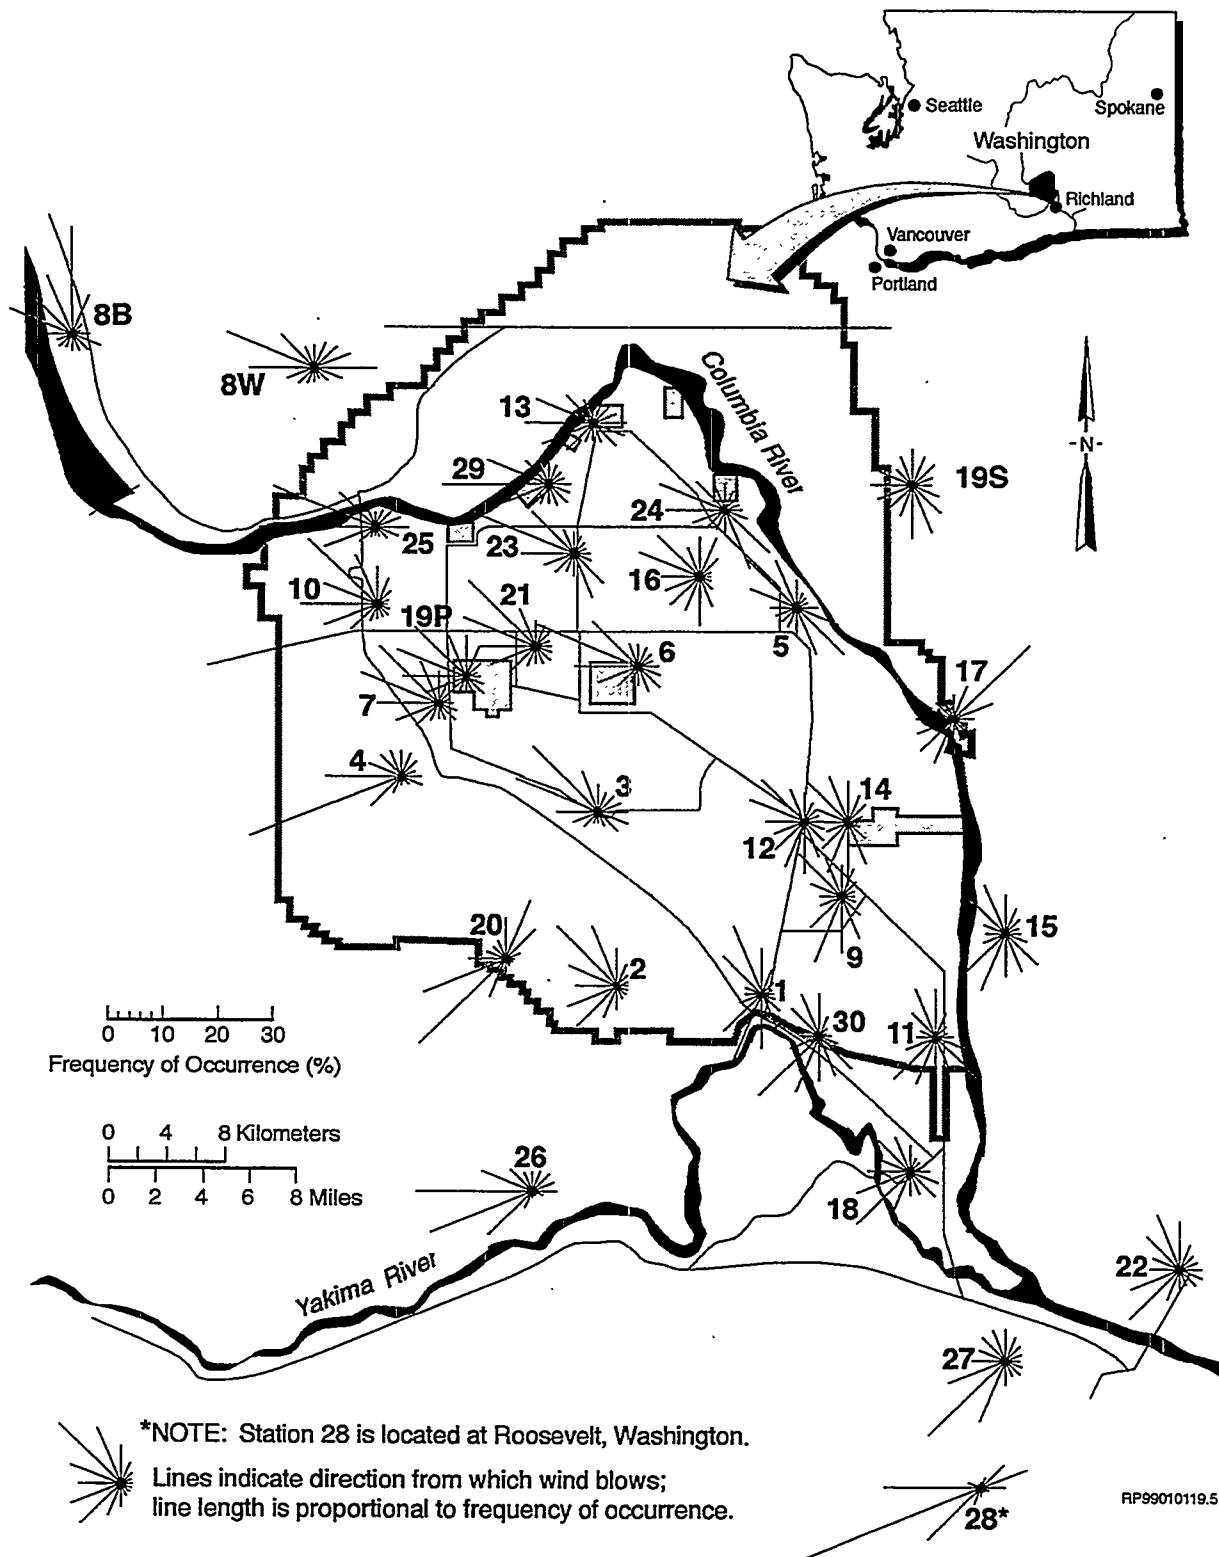 Seattle
Spokane
Washington
Richland
Vancouver
Portland
8B
8W
Columbia River
13
-N-
29
19S
24
25
23
16
10
21
19P
5
6
17
7
4
3
14
12
20
15
2
9
1
30
11
0 10 20 30
Frequency of Occurrence (%)
0 4 8 Kilometers
0 2 4 6 8 Miles
26
18
22
Yakima River
27
*NOTE: Station 28 is located at Roosevelt, Washington.
Lines indicate direction from which wind blows;
line length is proportional to frequency of occurrence.
28*
RP99010119.5